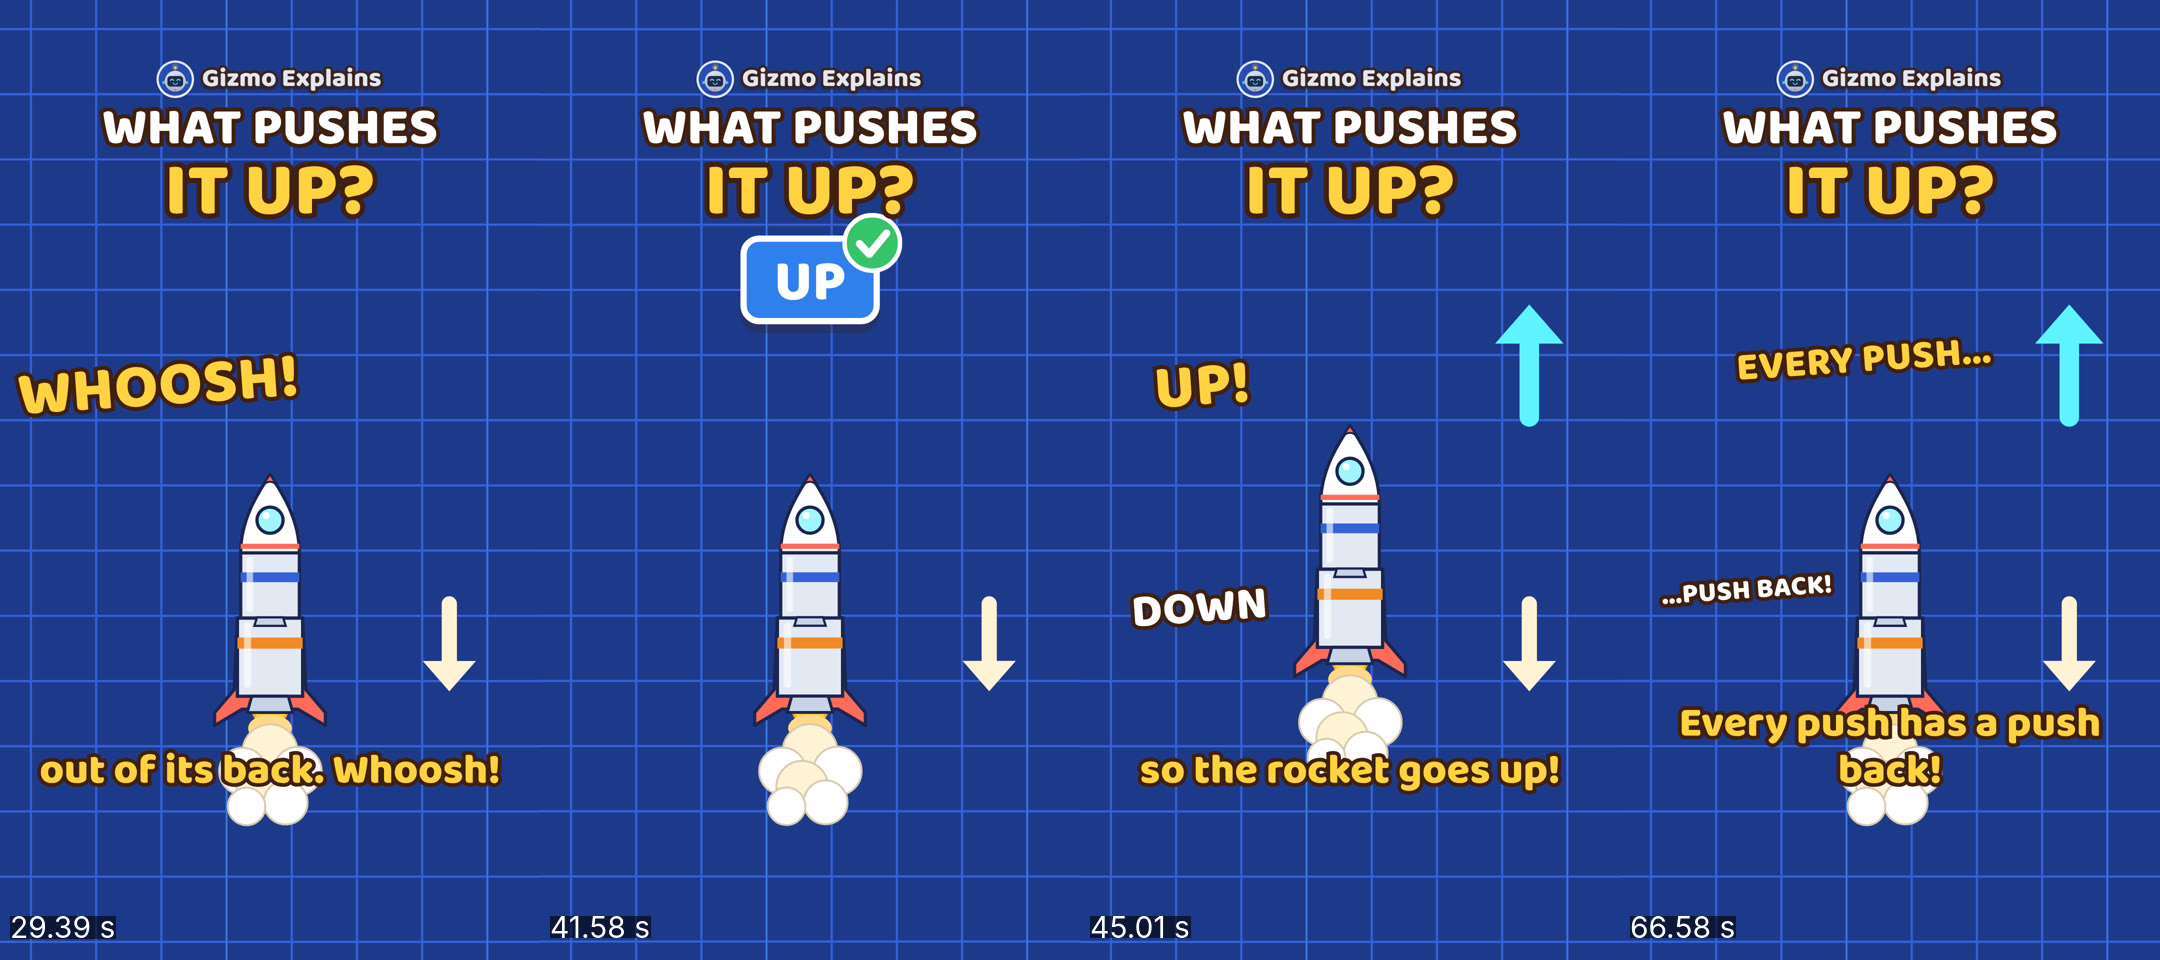 Gizmo Explains
WHAT PUSHES
IT UP?
WHOOSH!
out of its back. Whoosh!
29.39 s
Gizmo Explains
WHAT PUSHES
IT UP?
UP
41.58 s
Gizmo Explains
WHAT PUSHES
IT UP?
UP!
DOWN
so the rocket goes up!
45.01 s
Gizmo Explains
WHAT PUSHES
IT UP?
EVERY PUSH...
...PUSH BACK!
Every push has a push
back!
66.58 s